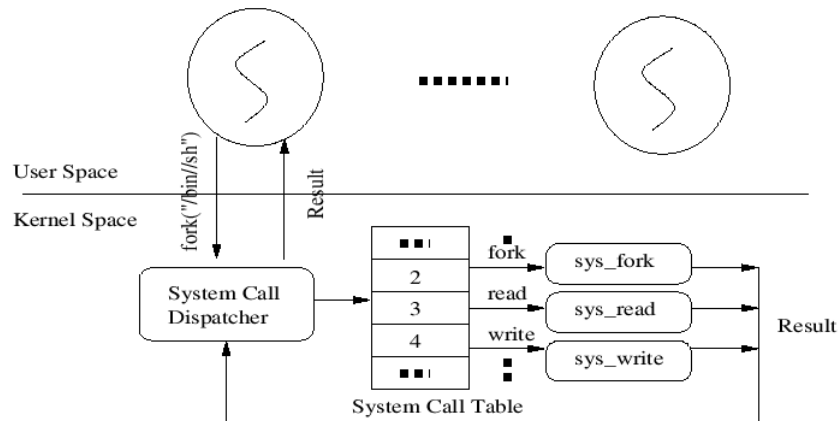 User Space
Kernel Space
fork("/bin//sh")
Result
System Call
Dispatcher
2
3
4
System Call Table
fork
read
write
sys_fork
sys_read
sys_write
Result